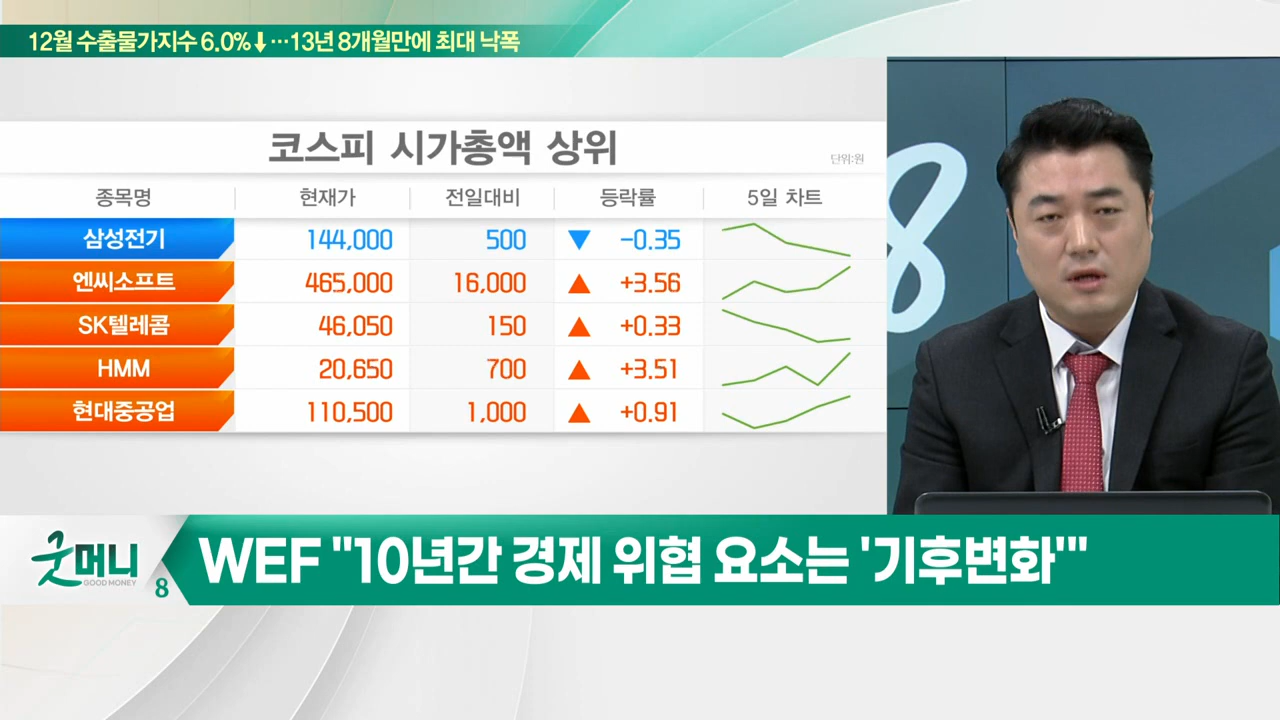 12월 수출물가지수 6.0%↓…13년 8개월만에 최대 낙폭
코스피 시가총액 상위
단위:원
종목명 현재가 전일대비 등락률 5일 차트
삼성전기 144,000 500 ▼ -0.35
엔씨소프트 465,000 16,000 ▲ +3.56
SK텔레콤 46,050 150 ▲ +0.33
HMM 20,650 700 ▲ +3.51
현대중공업 110,500 1,000 ▲ +0.91
8
굿머니
GOOD MONEY
8
WEF "10년간 경제 위협 요소는 '기후변화'"